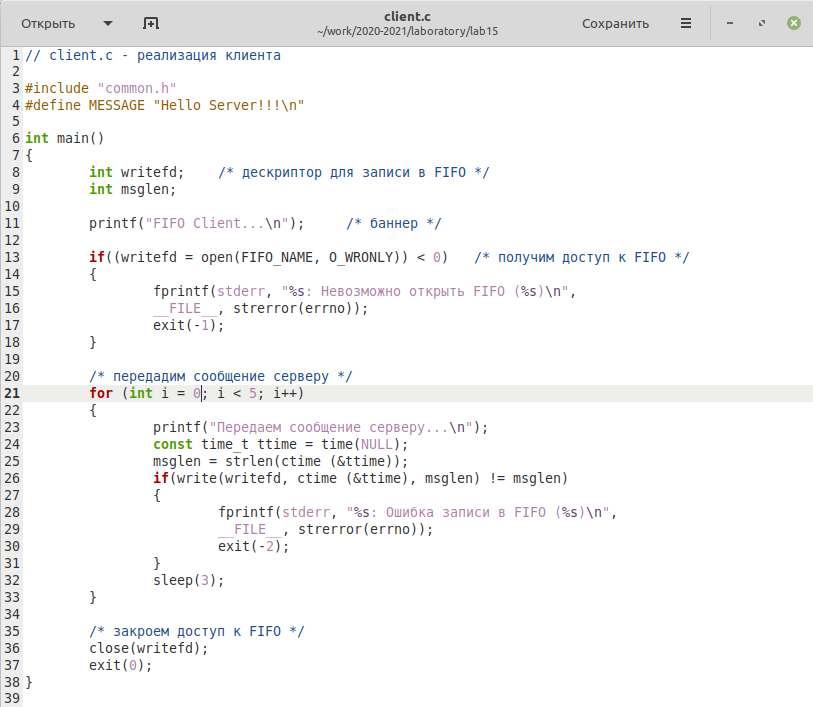 Открыть
client.c
~/work/2020-2021/laboratory/lab15
Сохранить
1 // client.c - реализация клиента
2
3 #include "common.h"
4 #define MESSAGE "Hello Server!!!\n"
5
6 int main()
7 {
8         int writefd;    /* дескриптор для записи в FIFO */
9         int msglen;
10
11         printf("FIFO Client...\n");     /* баннер */
12
13         if((writefd = open(FIFO_NAME, O_WRONLY)) < 0)   /* получим доступ к FIFO */
14         {
15                 fprintf(stderr, "%s: Невозможно открыть FIFO (%s)\n",
16                 __FILE__, strerror(errno));
17                 exit(-1);
18         }
19
20         /* передадим сообщение серверу */
21         for (int i = 0; i < 5; i++)
22         {
23                 printf("Передаем сообщение серверу...\n");
24                 const time_t ttime = time(NULL);
25                 msglen = strlen(ctime (&ttime));
26                 if(write(writefd, ctime (&ttime), msglen) != msglen)
27                 {
28                         fprintf(stderr, "%s: Ошибка записи в FIFO (%s)\n",
29                         __FILE__, strerror(errno));
30                         exit(-2);
31                 }
32                 sleep(3);
33         }
34
35         /* закроем доступ к FIFO */
36         close(writefd);
37         exit(0);
38 }
39